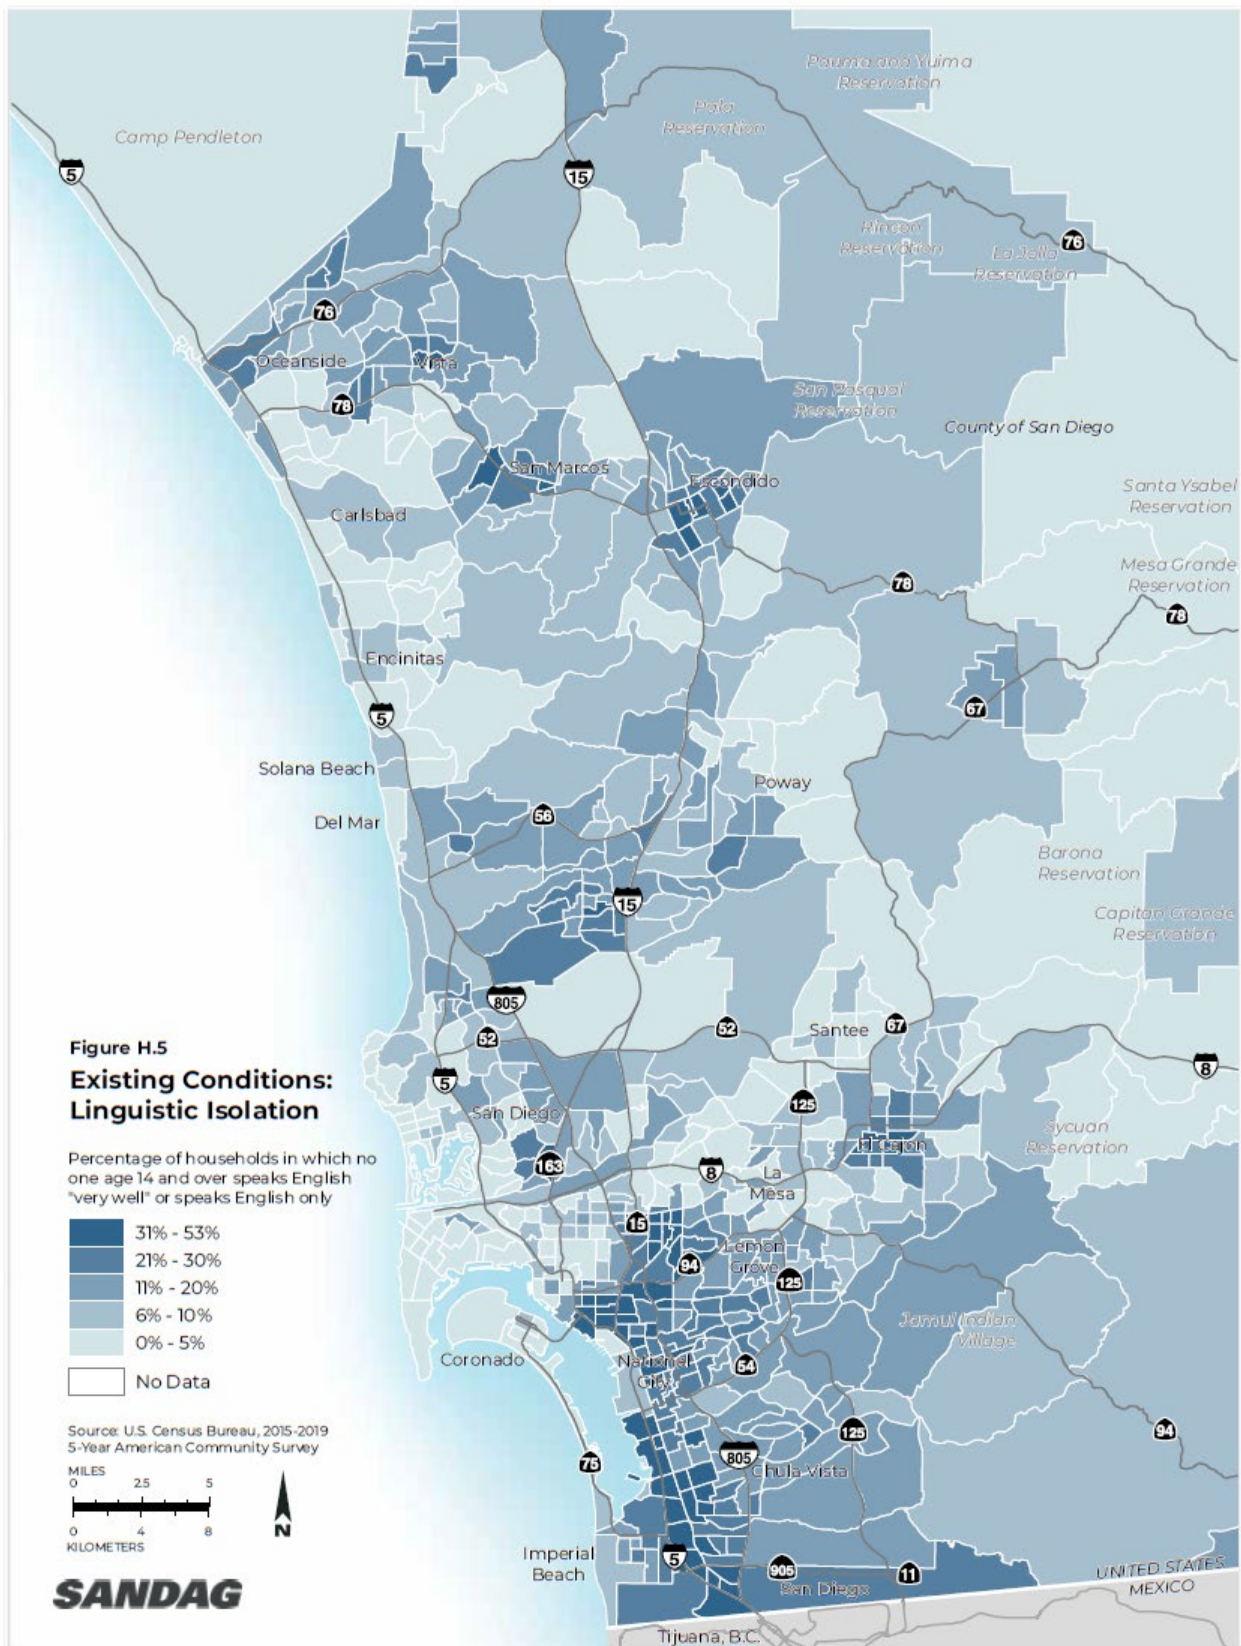 Pauma and Yuima
Reservation
Pala
Reservation
Camp Pendleton
5
15
Rincon
Reservation
76
La Jolla
Reservation
76
Oceanside
Vista
San Pasqual
Reservation
78
County of San Diego
San Marcos
Escondido
Santa Ysabel
Reservation
Carlsbad
Mesa Grande
Reservation
78
78
Encinitas
67
5
Solana Beach
Poway
56
Del Mar
Barona
Reservation
15
Capitan Grande
Reservation
805
52
Santee
67
52
8
5
125
San Diego
Sycuan
Reservation
El Cajon
163
8
La
Mesa
15
Lemon
Grove
94
125
Jamul Indian
Village
Coronado
National
City
54
125
94
805
75
Chula Vista
Imperial
Beach
5
905
11
San Diego
UNITED STATES
MEXICO
Tijuana, B.C.
Figure H.5
Existing Conditions:
Linguistic Isolation
Percentage of households in which no
one age 14 and over speaks English
"very well" or speaks English only
31% - 53%
21% - 30%
11% - 20%
6% - 10%
0% - 5%
No Data
Source: U.S. Census Bureau, 2015-2019
5-Year American Community Survey
MILES
0 2.5 5
0 4 8
KILOMETERS
N
SANDAG